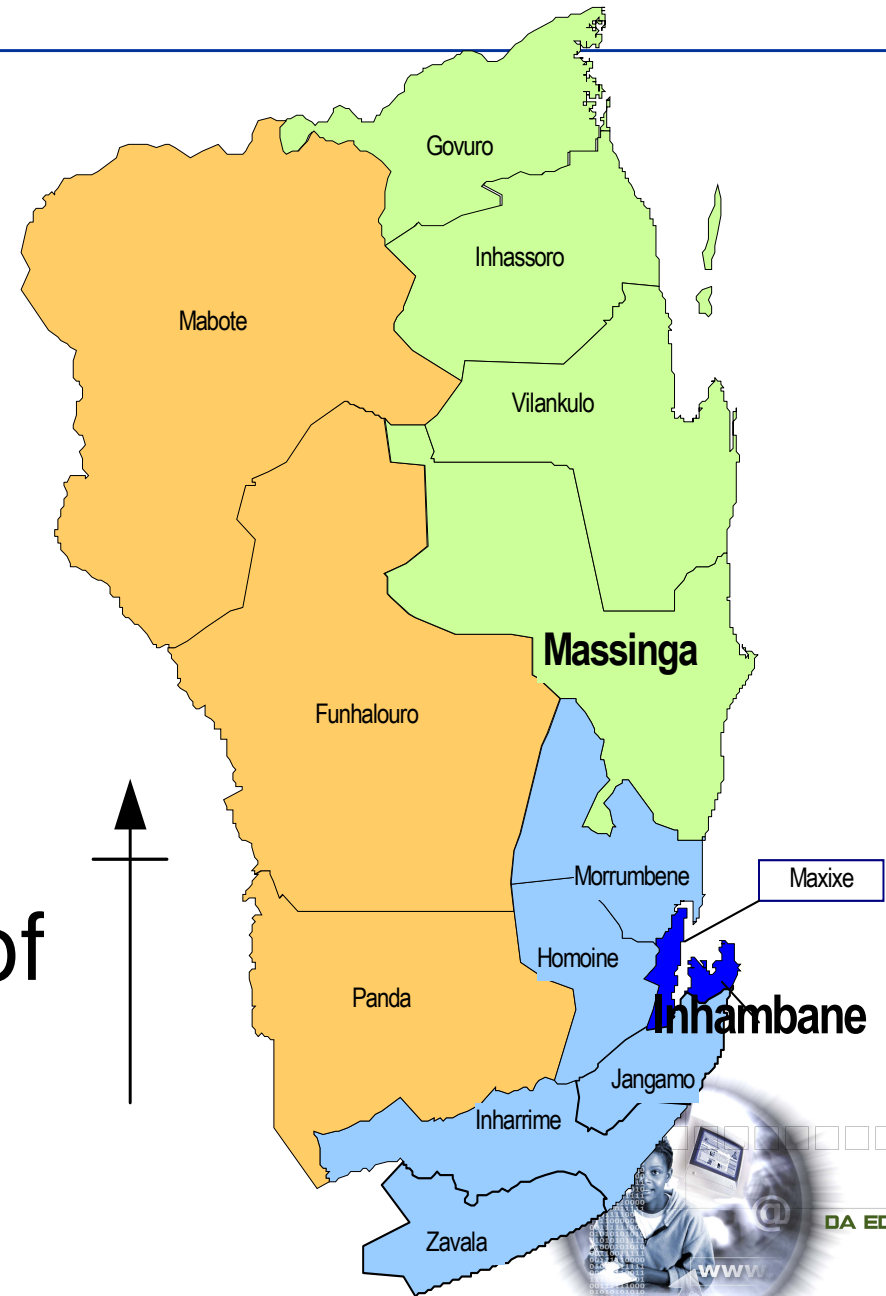 Govuro
Inhassoro
Mabote
Vilankulo
Massinga
Funhalouro
Morrumbene
Maxixe
of
Homoine
Panda
Inhambane
Jangamo
Inharrime
Zavala
@
DA ED
www